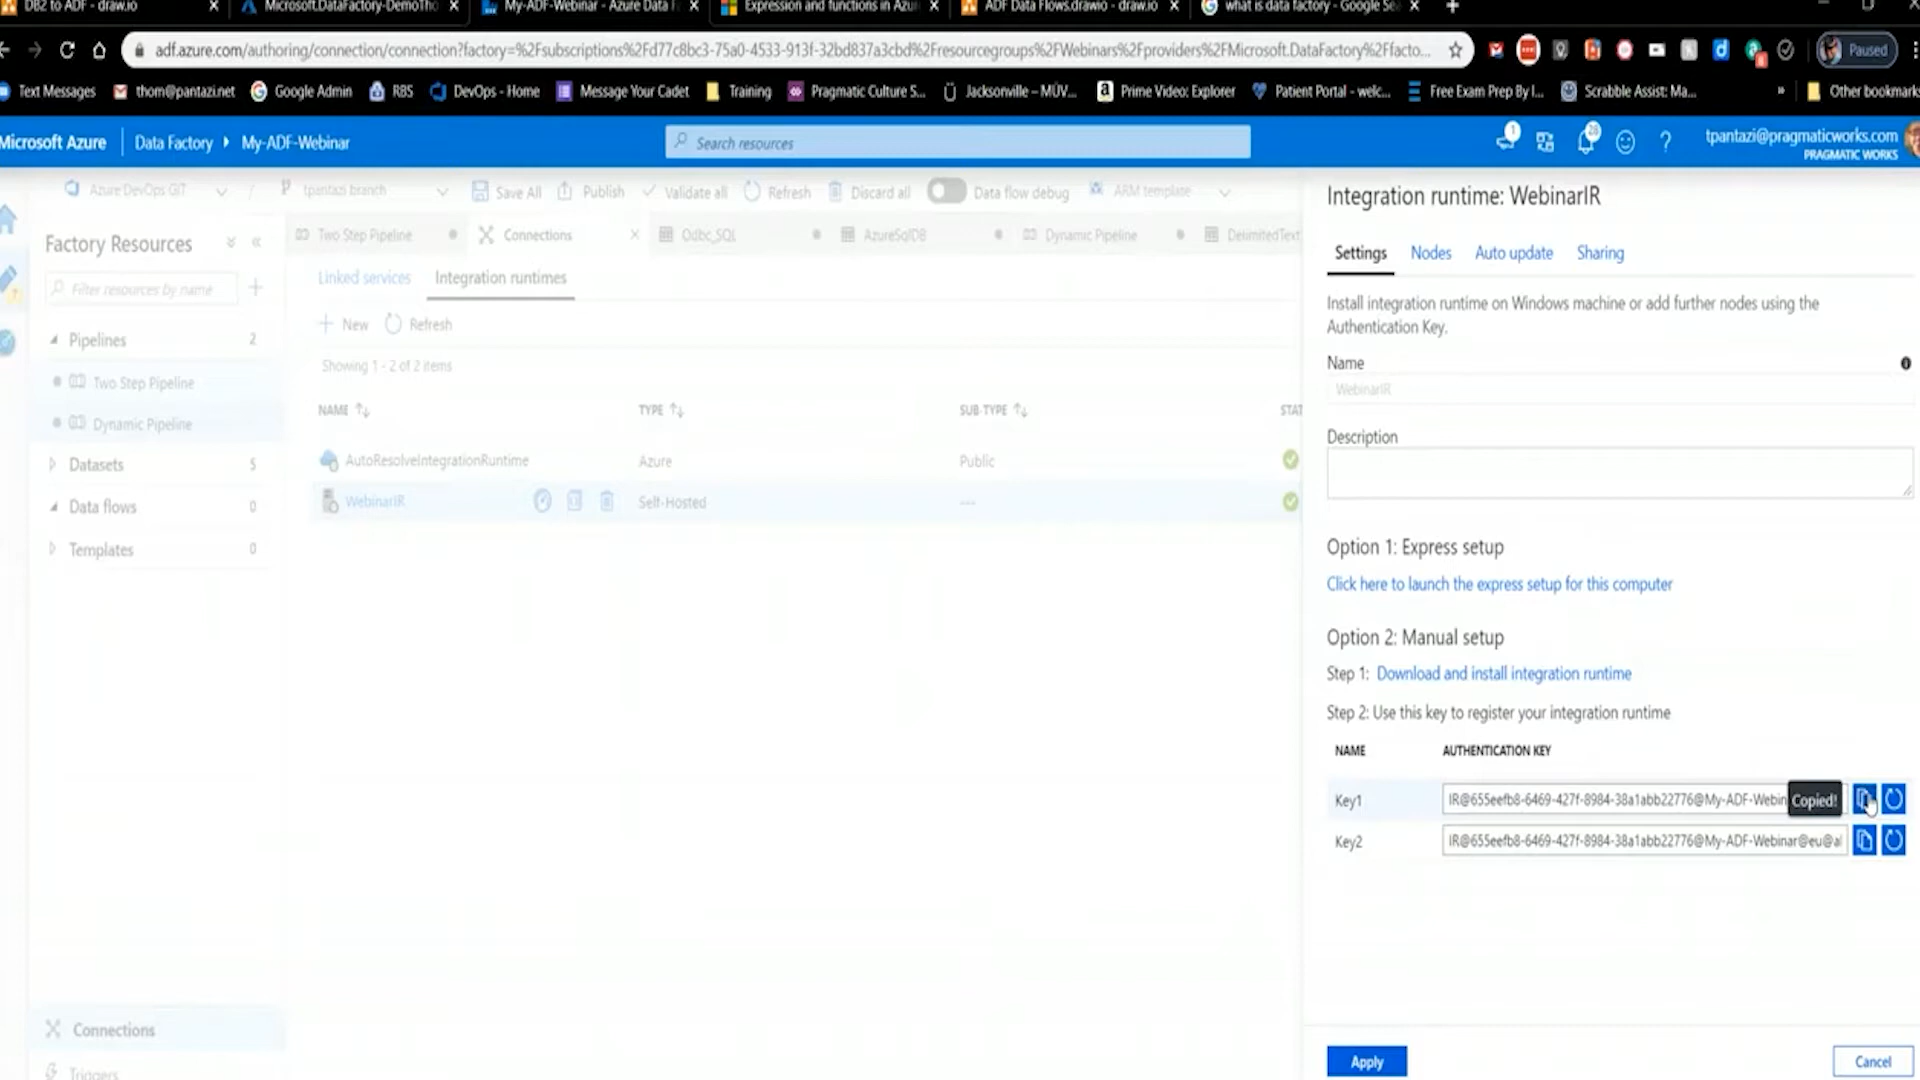 DB2 to ADF - draw.io
Microsoft.DataFactory-DemoTho
My-ADF-Webinar - Azure Data F
Expression and functions in Azur
ADF Data Flows.drawio - draw.io
what is data factory - Google Sea
adf.azure.com/authoring/connection/connection?factory=%2Fsubscriptions%2Fd77c8bc3-75a0-4533-913f-32bd837a3cbd%2Fresourcegroups%2FWebinars%2Fproviders%2FMicrosoft.DataFactory%2Ffacto...
Paused
Text Messages
thom@pantazi.net
Google Admin
RBS
DevOps - Home
Message Your Cadet
Training
Pragmatic Culture S...
Jacksonville – MÜV...
Prime Video: Explorer
Patient Portal - welc...
Free Exam Prep By I...
Scrabble Assist: Ma...
»
Other bookmarks
Microsoft Azure
Data Factory
My-ADF-Webinar
Search resources
1
tpantazi@pragmaticworks.com
PRAGMATIC WORKS
Azure DevOps GIT
/
tpantazi branch
Save All
Publish
Validate all
Refresh
Discard all
Data flow debug
ARM template
Factory Resources
Two Step Pipeline
Connections
Odbc_SQL
AzureSqlDB
Dynamic Pipeline
DelimitedText
Filter resources by name
Linked services
Integration runtimes
New
Refresh
Showing 1 - 2 of 2 items
Pipelines 2
Two Step Pipeline
Dynamic Pipeline
Datasets 5
Data flows 0
Templates 0
NAME TYPE SUB-TYPE STAT
AutoResolveIntegrationRuntime Azure Public
WebinarIR Self-Hosted ---
Connections
Triggers
Integration runtime: WebinarIR
Settings
Nodes
Auto update
Sharing
Install integration runtime on Windows machine or add further nodes using the
Authentication Key.
Name
WebinarIR
Description
Option 1: Express setup
Click here to launch the express setup for this computer
Option 2: Manual setup
Step 1: Download and install integration runtime
Step 2: Use this key to register your integration runtime
NAME AUTHENTICATION KEY
Key1 IR@655eefb8-6469-427f-8984-38a1abb22776@My-ADF-Webin
Copied!
Key2 IR@655eefb8-6469-427f-8984-38a1abb22776@My-ADF-Webinar@eu@a
Apply
Cancel